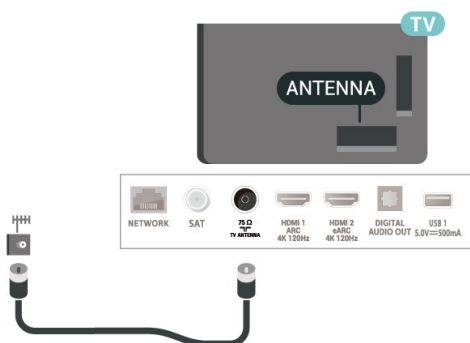 TV
ANTENNA
NETWORK
SAT
75 Ω
TV ANTENNA
HDMI 1
ARC
4K 120Hz
HDMI 2
eARC
4K 120Hz
DIGITAL
AUDIO OUT
USB 1
5.0V⎓500mA